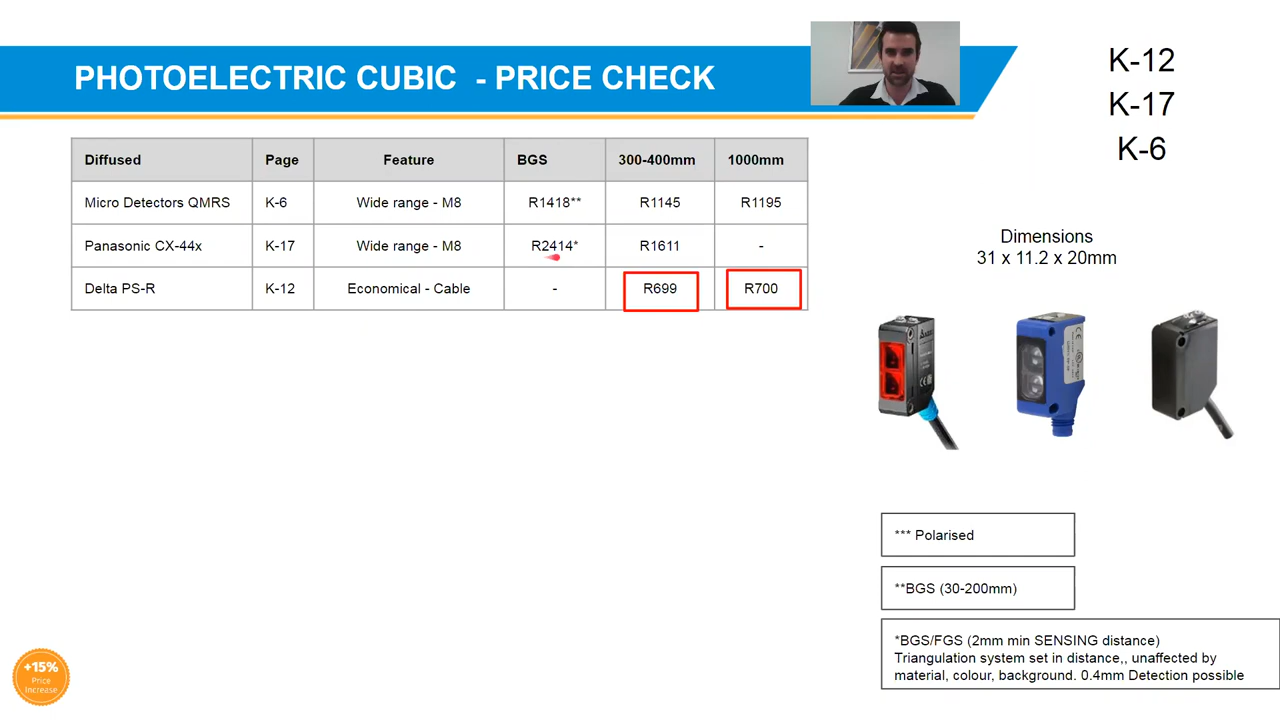 PHOTOELECTRIC CUBIC - PRICE CHECK
K-12
K-17
K-6
Diffused Page Feature BGS 300-400mm 1000mm
Micro Detectors QMRS K-6 Wide range - M8 R1418** R1145 R1195
Panasonic CX-44x K-17 Wide range - M8 R2414* R1611 -
Delta PS-R K-12 Economical - Cable - R699 R700
Dimensions
31 x 11.2 x 20mm
*** Polarised
**BGS (30-200mm)
*BGS/FGS (2mm min SENSING distance)
Triangulation system set in distance,, unaffected by
material, colour, background. 0.4mm Detection possible
+15%
Price
Increase